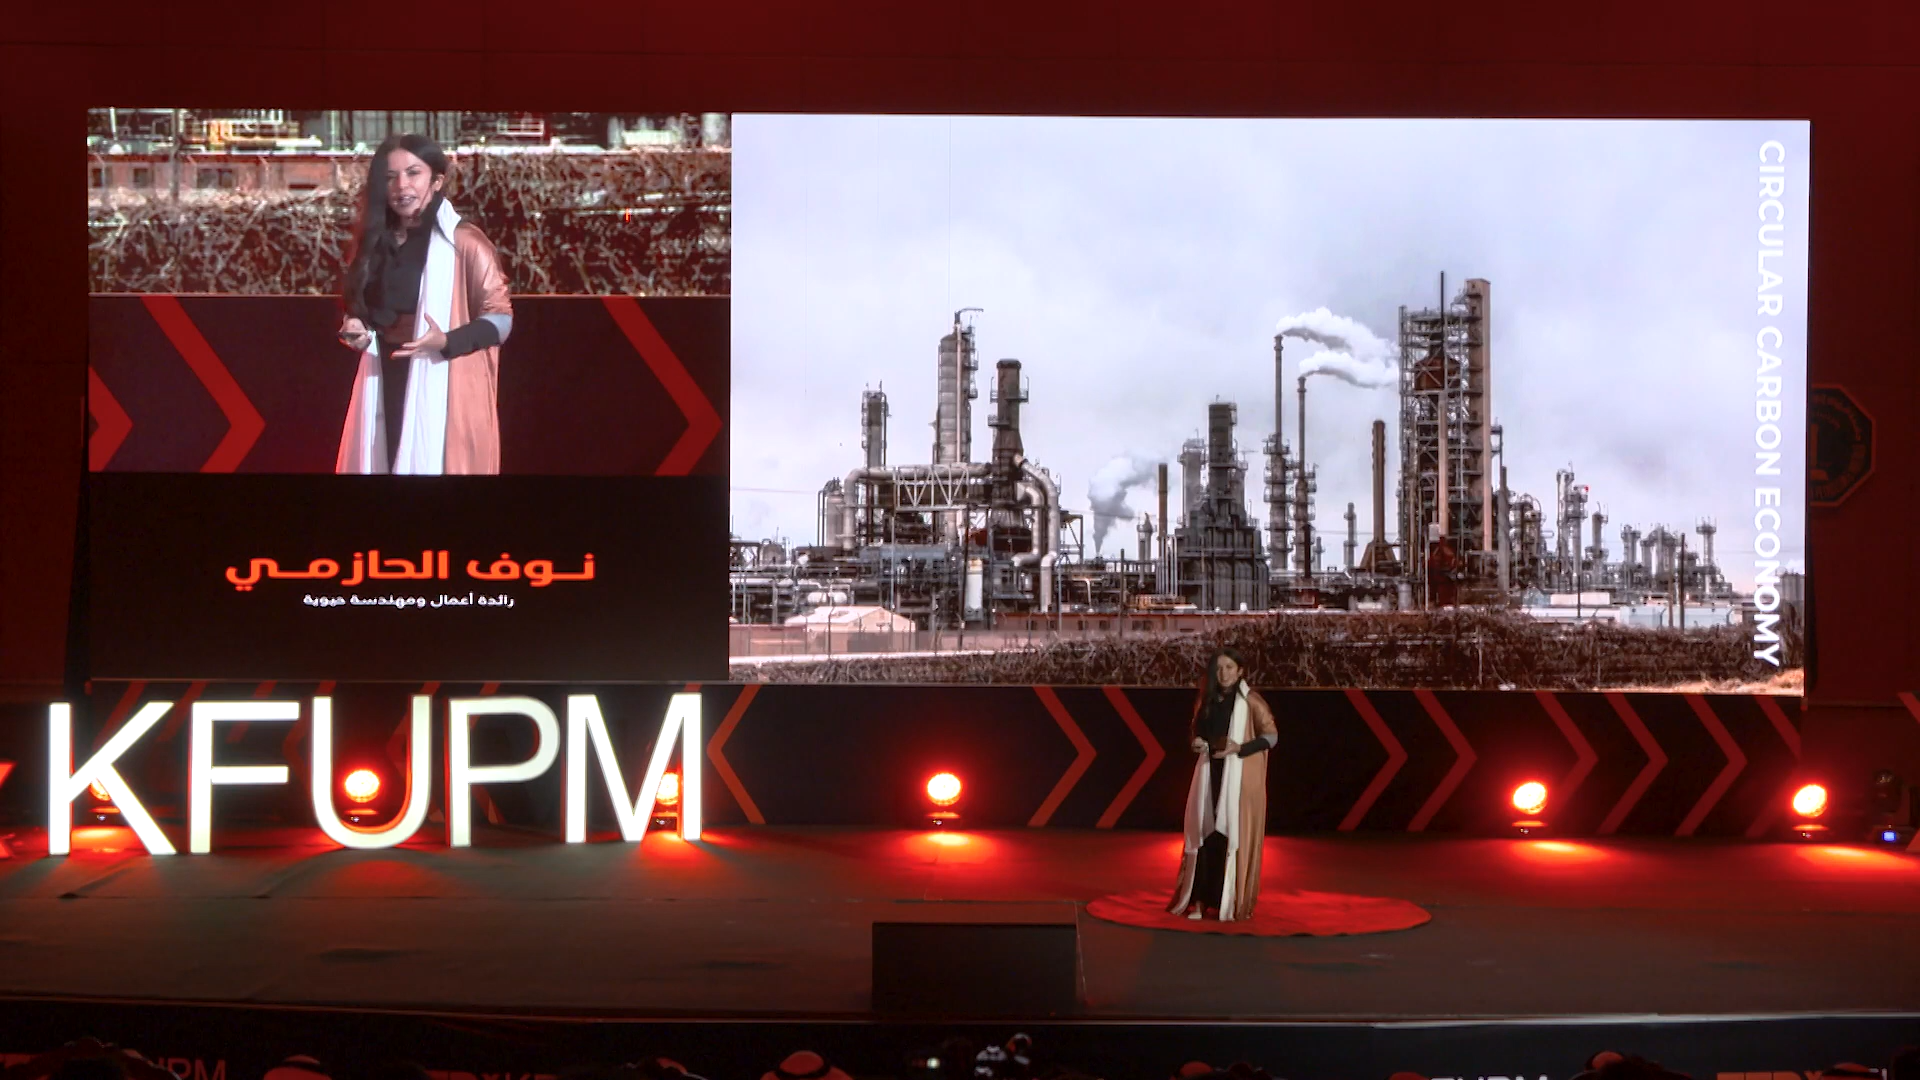 CIRCULAR CARBON ECONOMY
نوف الحازمي
رائدة أعمال ومهندسة حيوية
KFUPM